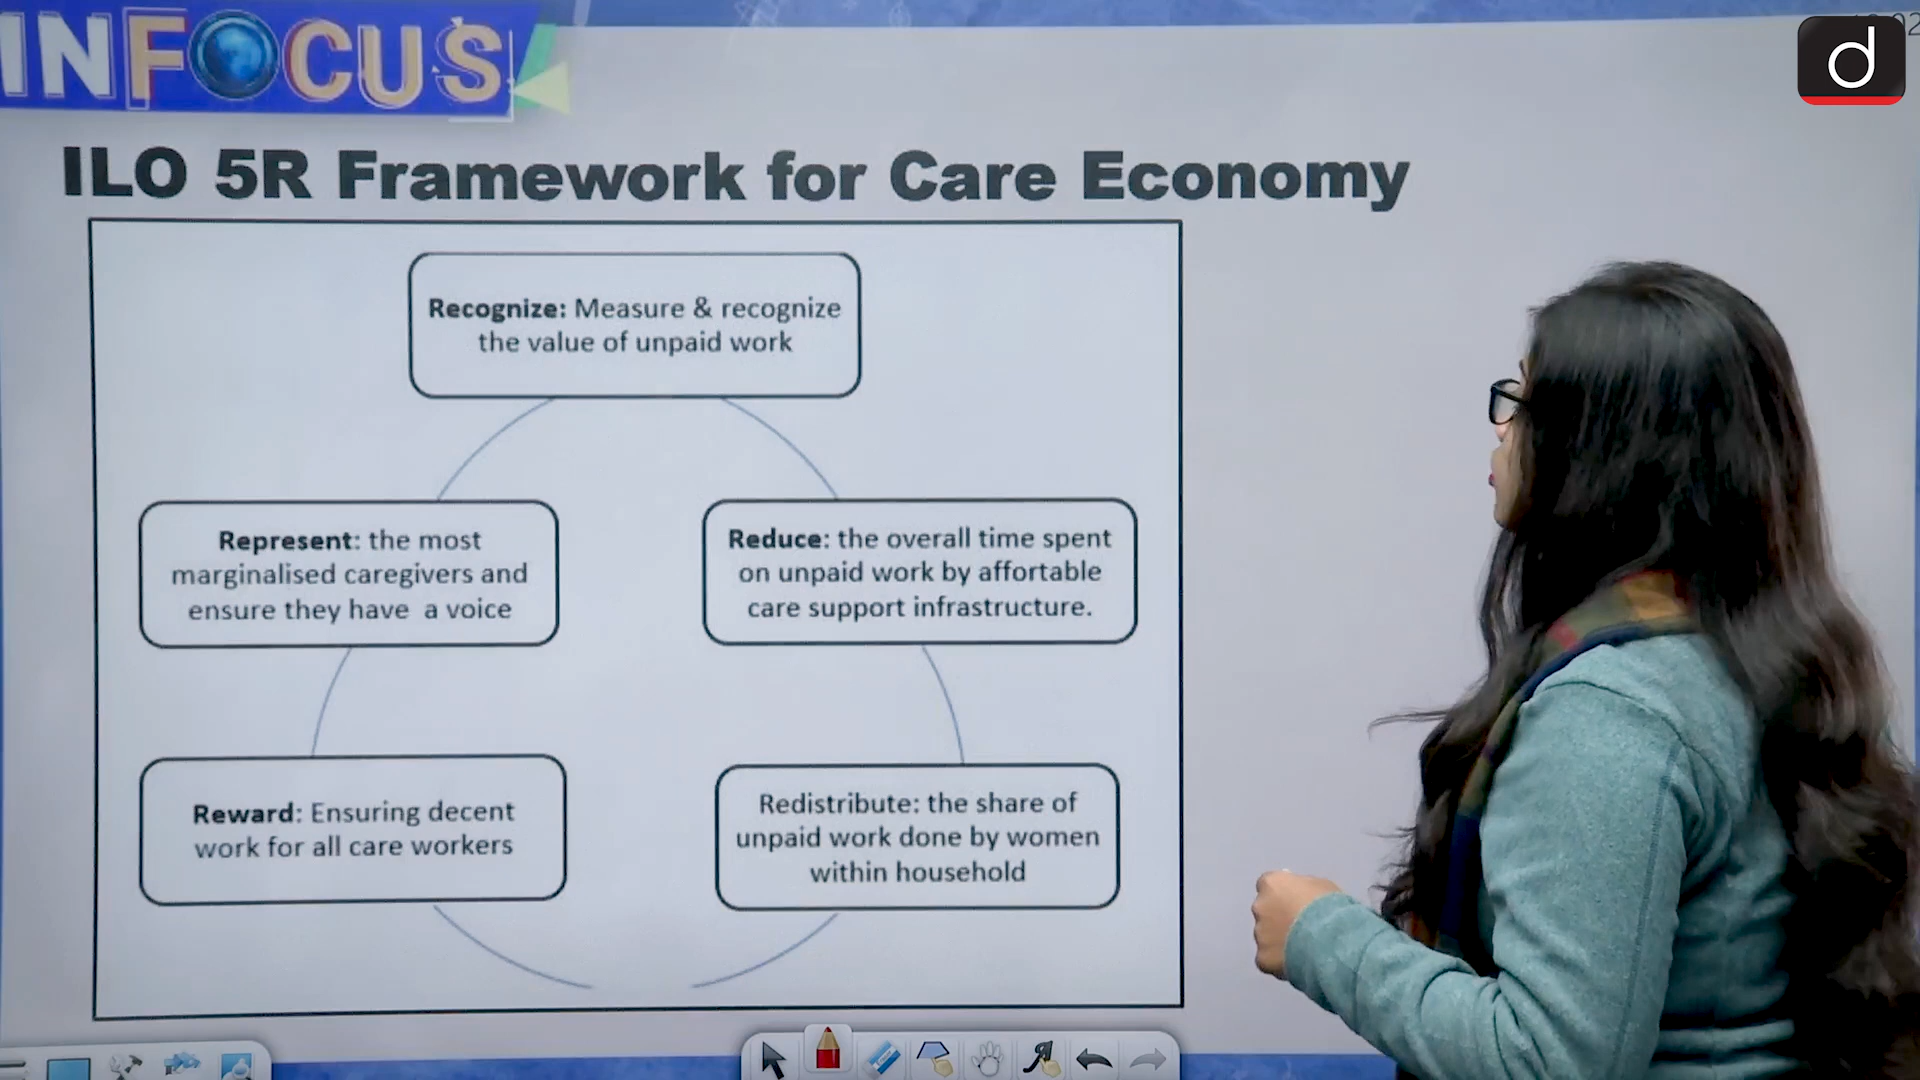 INFOCUS
d
ILO 5R Framework for Care Economy
Recognize: Measure & recognize
the value of unpaid work
Represent: the most
marginalised caregivers and
ensure they have a voice
Reduce: the overall time spent
on unpaid work by affortable
care support infrastructure.
Reward: Ensuring decent
work for all care workers
Redistribute: the share of
unpaid work done by women
within household